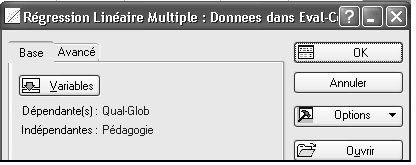 Régression Linéaire Multiple : Donnees dans Eval-C
Base Avancé OK
Variables Annuler
Dépendante(s) : Qual-Glob Options
Indépendantes : Pédagogie
Ouvrir